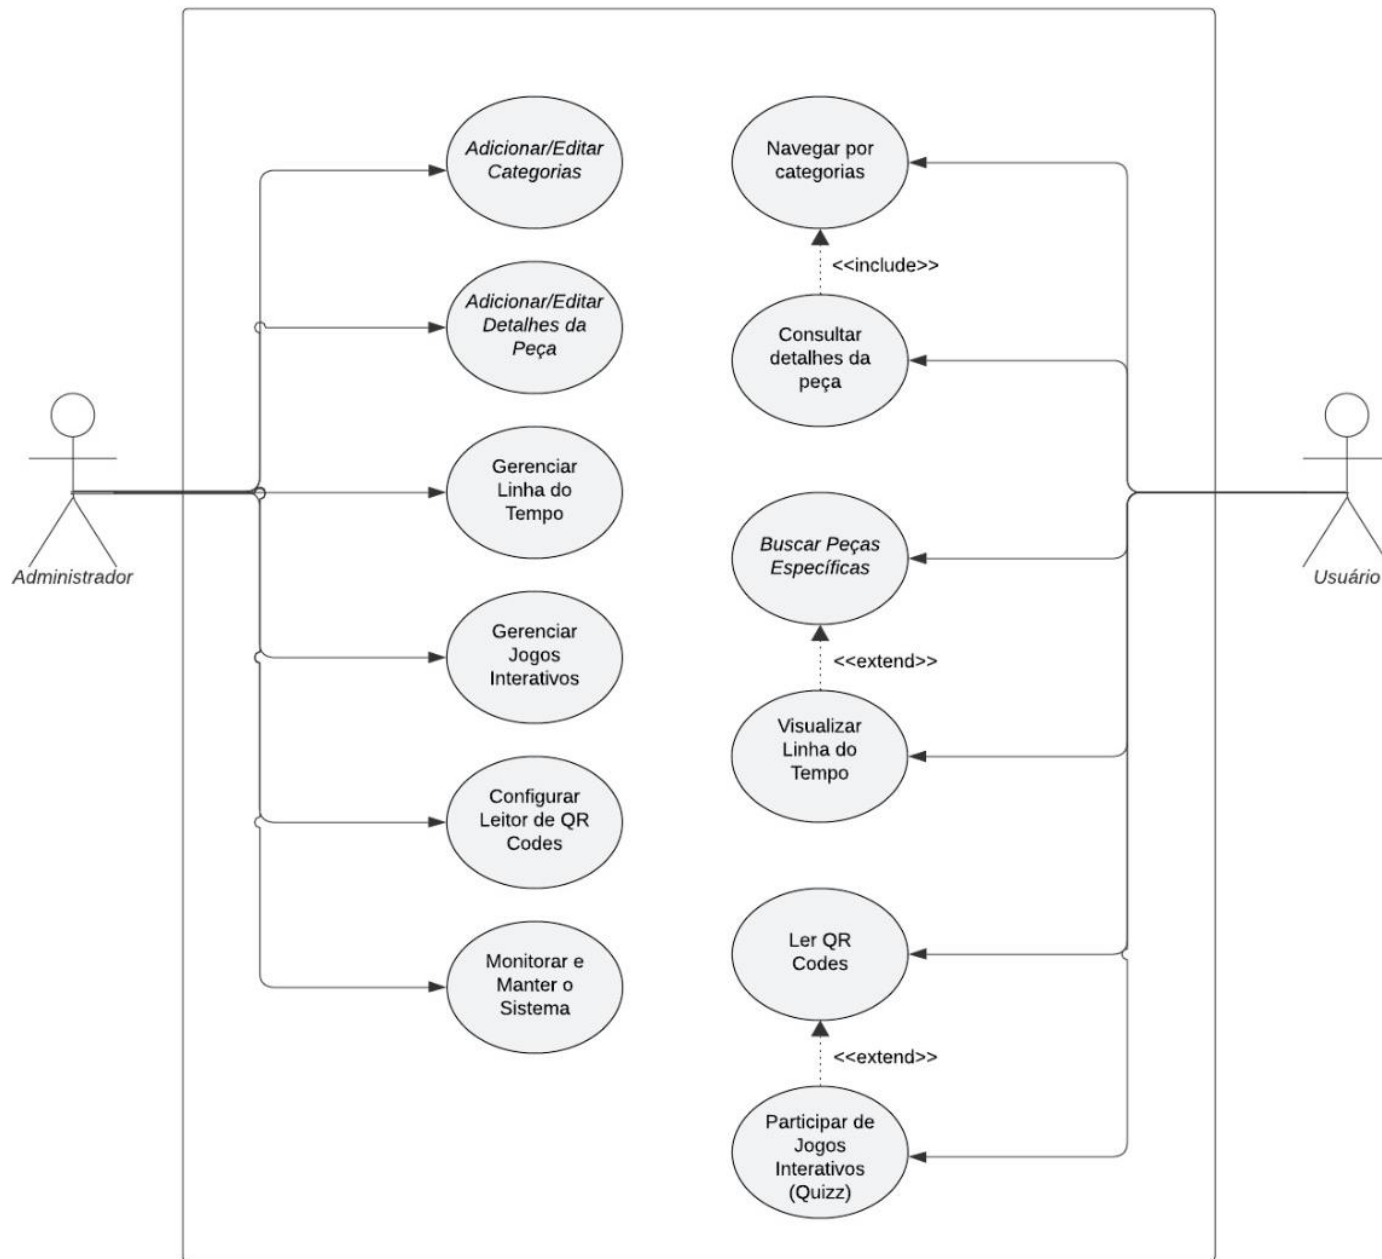 Adicionar/Editar
Categorias
Adicionar/Editar
Detalhes da
Peça
Gerenciar
Linha do
Tempo
Gerenciar
Jogos
Interativos
Configurar
Leitor de QR
Codes
Monitorar e
Manter o
Sistema
Administrador
Navegar por
categorias
<<include>>
Consultar
detalhes da
peça
Buscar Peças
Específicas
<<extend>>
Visualizar
Linha do
Tempo
Ler QR
Codes
<<extend>>
Participar de
Jogos
Interativos
(Quizz)
Usuário